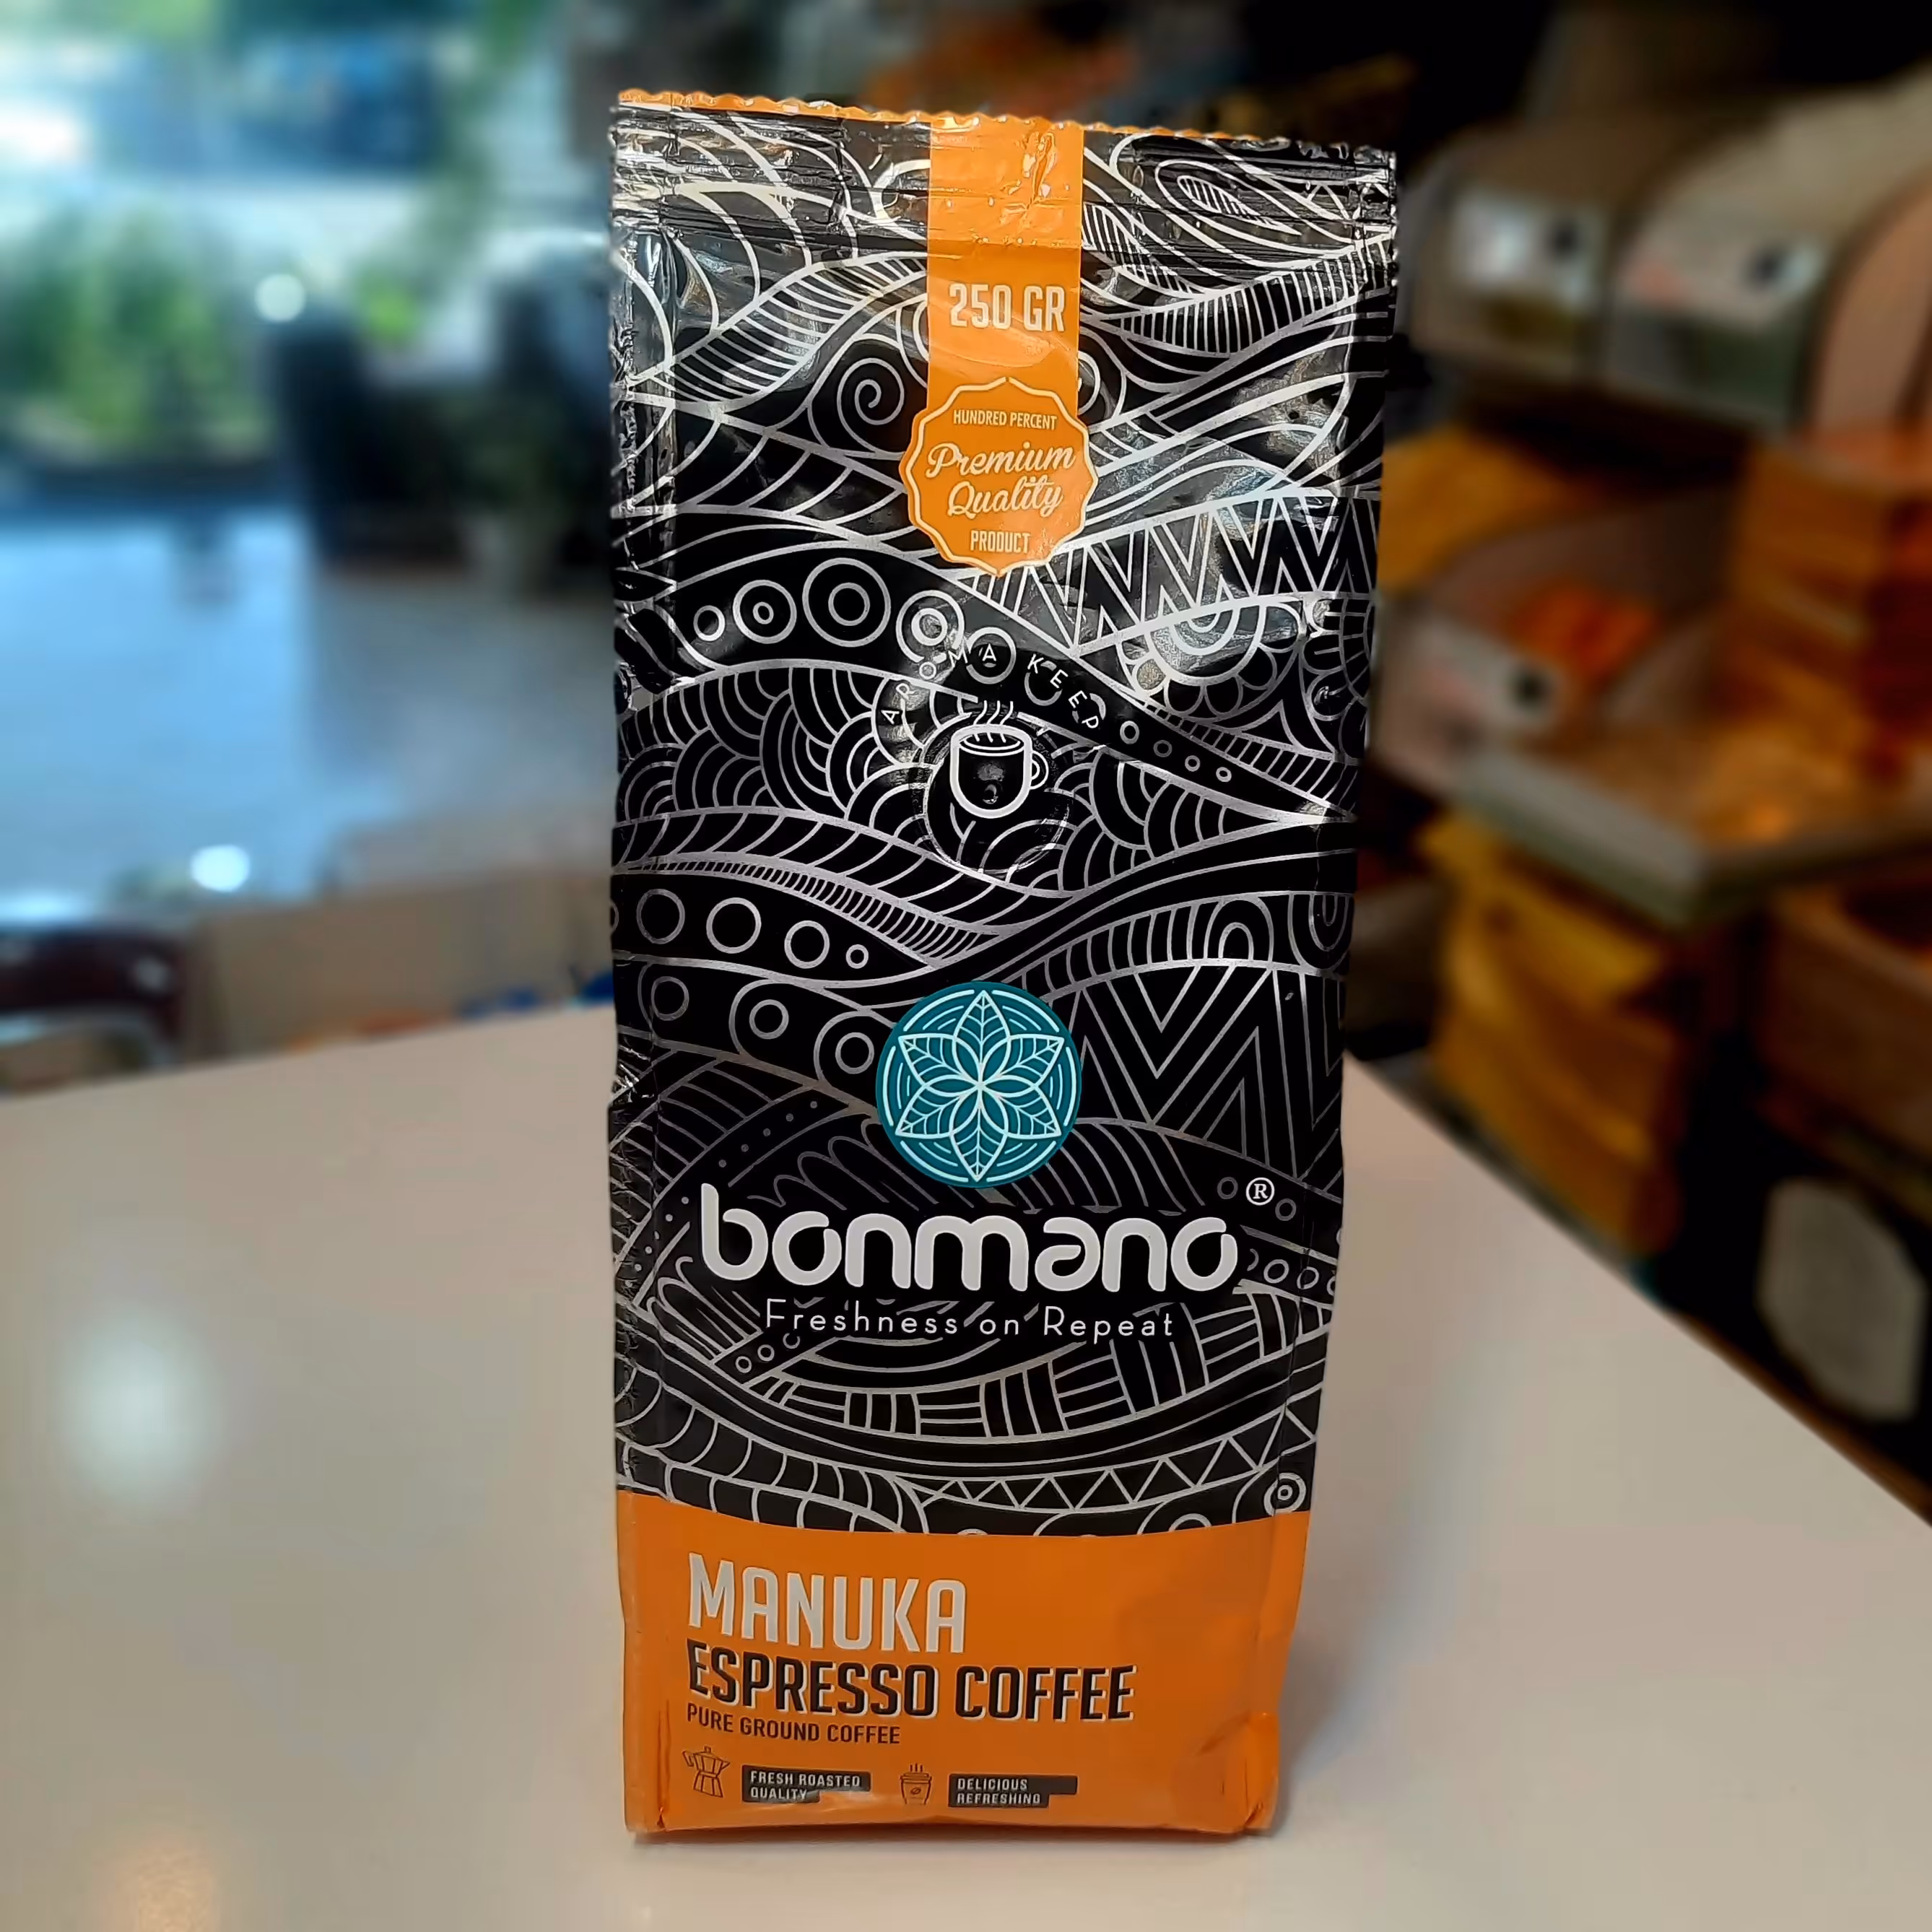 250 GR
HUNDRED PERCENT
Premium
Quality
PRODUCT
AROMA KEEP
bonmano®
Freshness on Repeat
MANUKA
ESPRESSO COFFEE
PURE GROUND COFFEE
FRESH ROASTED
QUALITY
DELICIOUS
REFRESHING